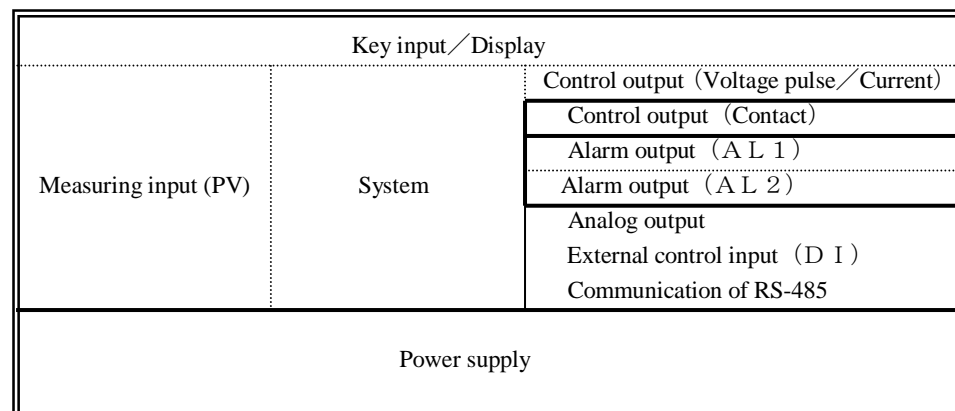 Key input／Display
Control output（Voltage pulse／Current）
Control output（Contact）
Alarm output（ＡＬ１）
Measuring input (PV)
System
Alarm output（ＡＬ２）
Analog output
External control input（ＤＩ）
Communication of RS-485
Power supply